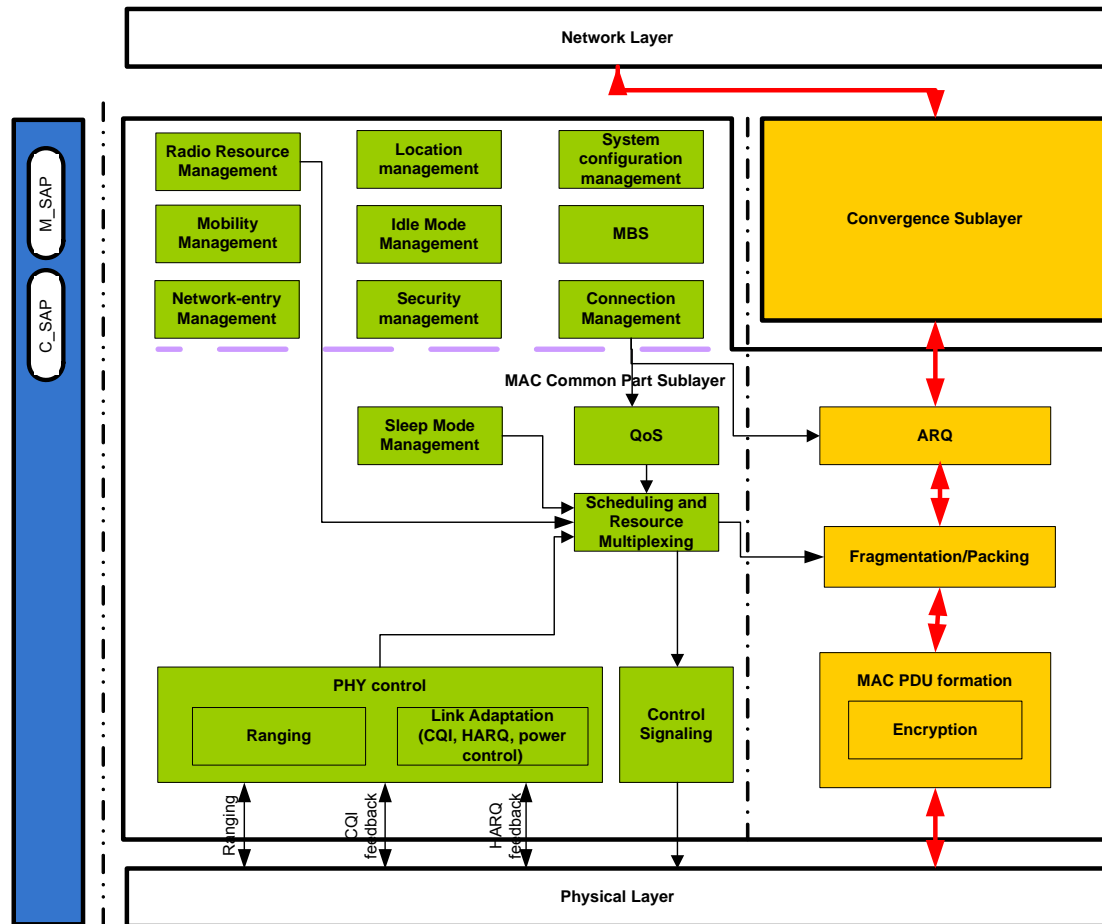 Network Layer
M_SAP
C_SAP
Radio Resource
Management
Location
management
System
configuration
management
Mobility
Management
Idle Mode
Management
MBS
Network-entry
Management
Security
management
Connection
Management
Convergence Sublayer
MAC Common Part Sublayer
Sleep Mode
Management
QoS
ARQ
Scheduling and
Resource
Multiplexing
Fragmentation/Packing
PHY control
Ranging
Link Adaptation
(CQI, HARQ, power
control)
Control
Signaling
MAC PDU formation
Encryption
Ranging
CQI
feedback
HARQ
feedback
Physical Layer